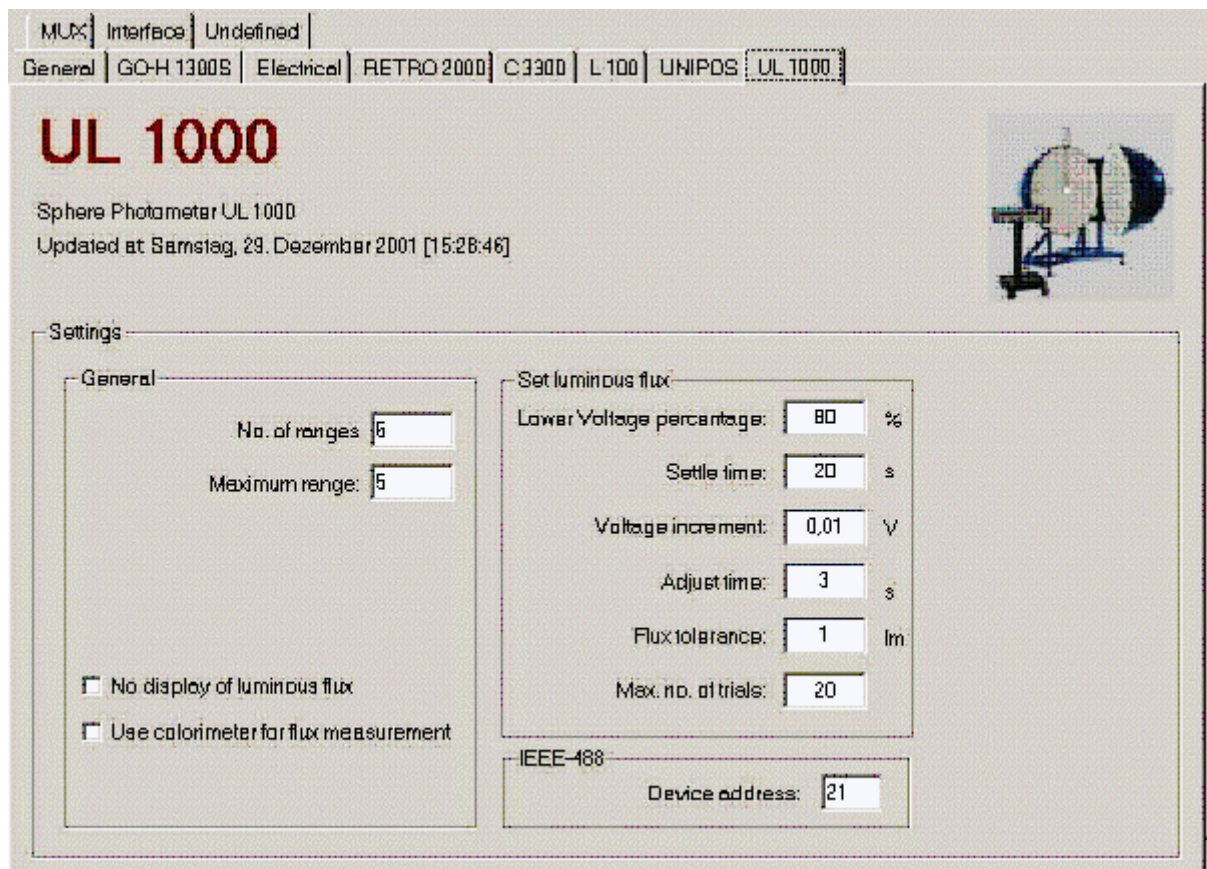 MUX Interface Undefined
General GO-H 1300S Electrical RETRO 2000 C3300 L 100 UNIPOS UL 1000
UL 1000
Sphere Photometer UL 1000
Updated at: Samstag, 29. Dezember 2001 [15:28:46]
Settings
General
No. of ranges
Maximum range: 5
No display of luminous flux
Use colorimeter for flux measurement
Set luminous flux
Lower Voltage percentage: 80 %
Settle time: 20 s
Voltage increment: 0,01 V
Adjust time: 3 s
Flux tolerance: 1 lm
Max. no. of trials: 20
IEEE-488
Device address: 21